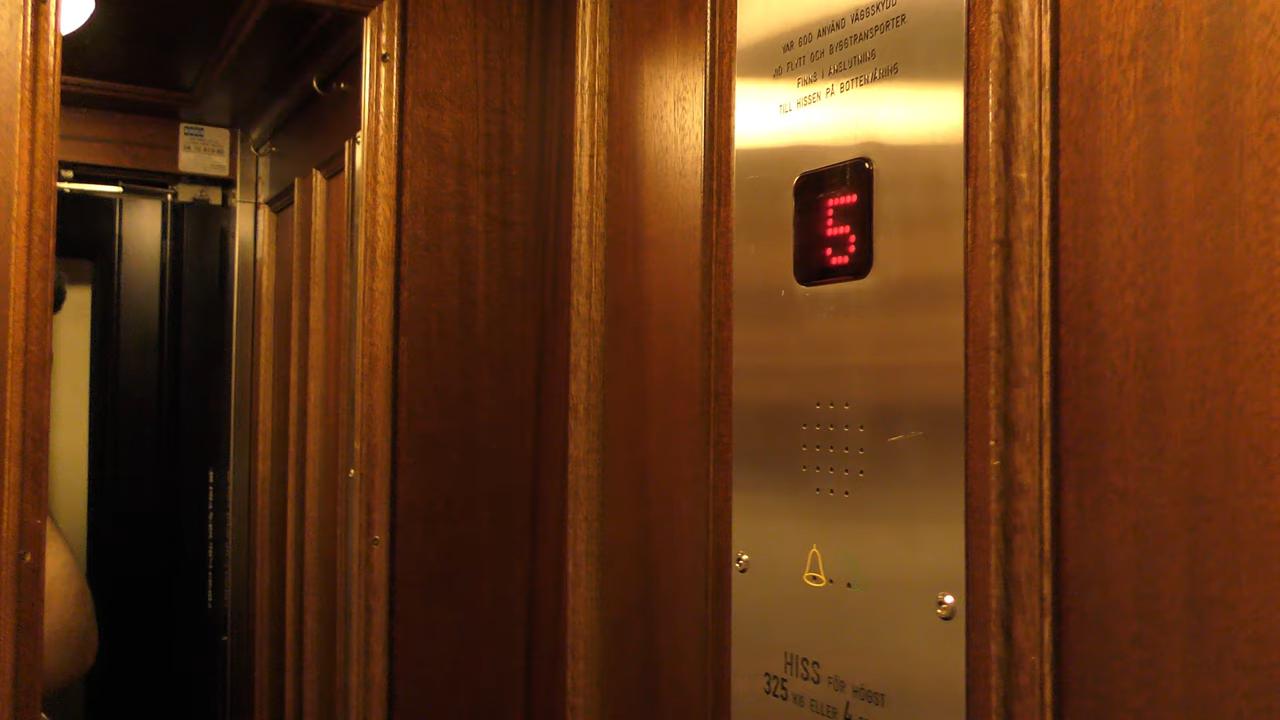 VAR GOD ANVÄND VÄGGSKYDD
VID FLYTT OCH BYGGTRANSPORTER
FINNS I ANSLUTNING
TILL HISSEN PÅ BOTTENVÅNING
5
HISS FÖR HÖGST
325 KG ELLER 4